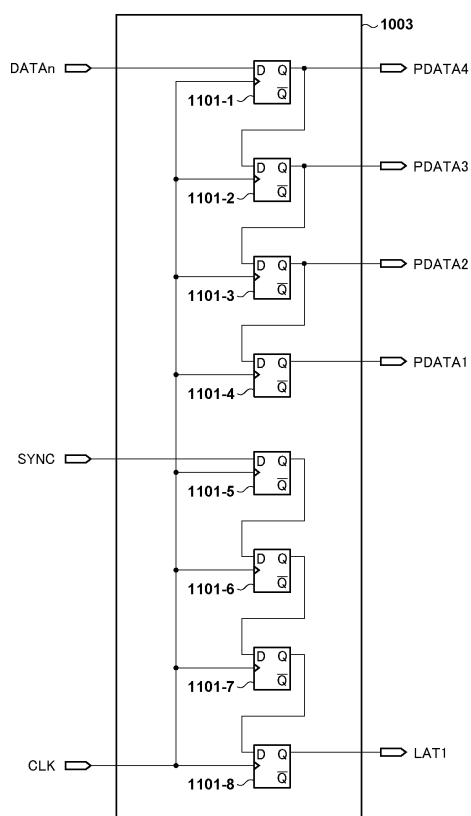 1003
DATAn
D Q
Q̅
1101-1
PDATA4
D Q
Q̅
1101-2
PDATA3
D Q
Q̅
1101-3
PDATA2
D Q
Q̅
1101-4
PDATA1
SYNC
D Q
Q̅
1101-5
D Q
Q̅
1101-6
D Q
Q̅
1101-7
CLK
D Q
Q̅
1101-8
LAT1